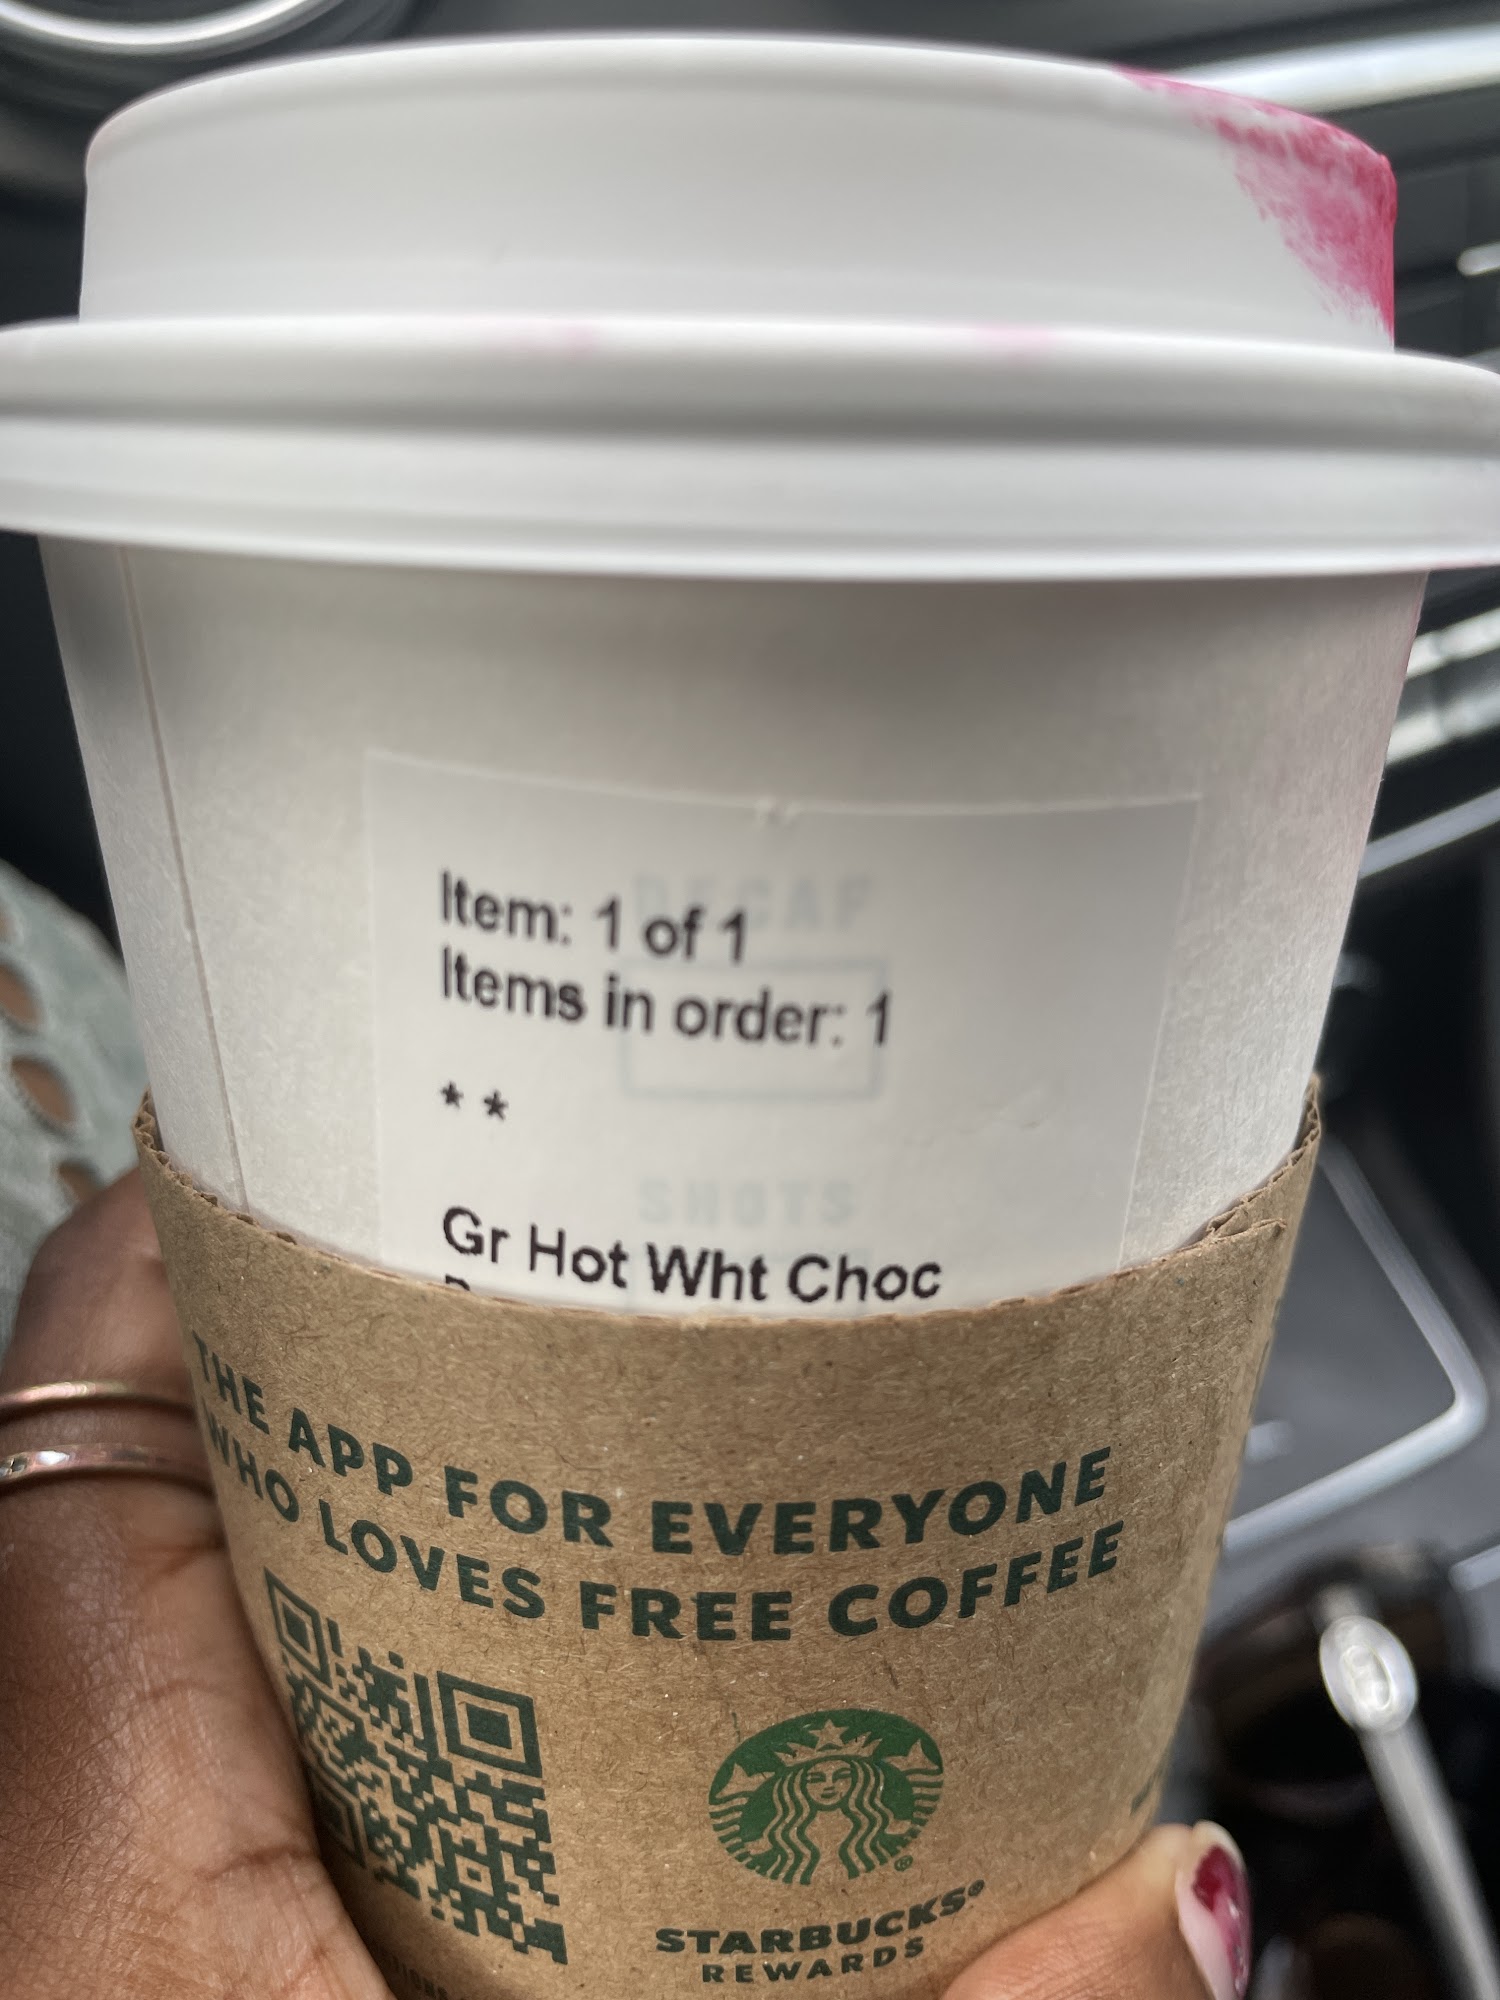 DECAF
Item: 1 of 1
Items in order: 1
* *
SHOTS
Gr Hot Wht Choc
THE APP FOR EVERYONE
WHO LOVES FREE COFFEE
STARBUCKS®
REWARDS